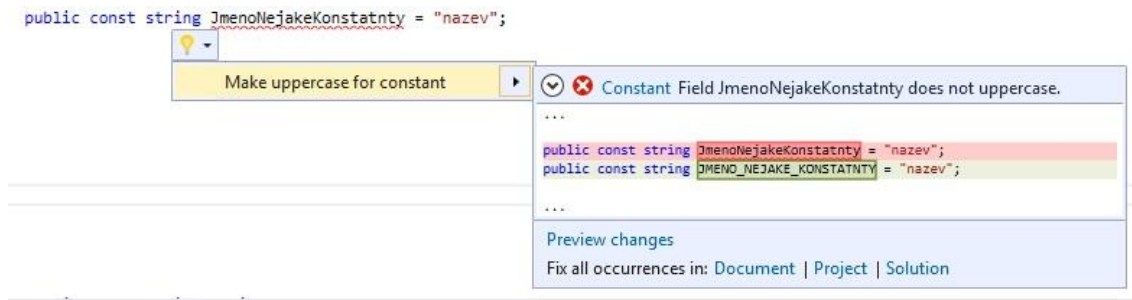 public const string JmenoNejakeKonstatnty = "nazev";
Make uppercase for constant
Constant Field JmenoNejakeKonstatnty does not uppercase.
...
public const string JmenoNejakeKonstatnty = "nazev";
public const string JMENO_NEJAKE_KONSTATNTY = "nazev";
...
Preview changes
Fix all occurrences in: Document | Project | Solution